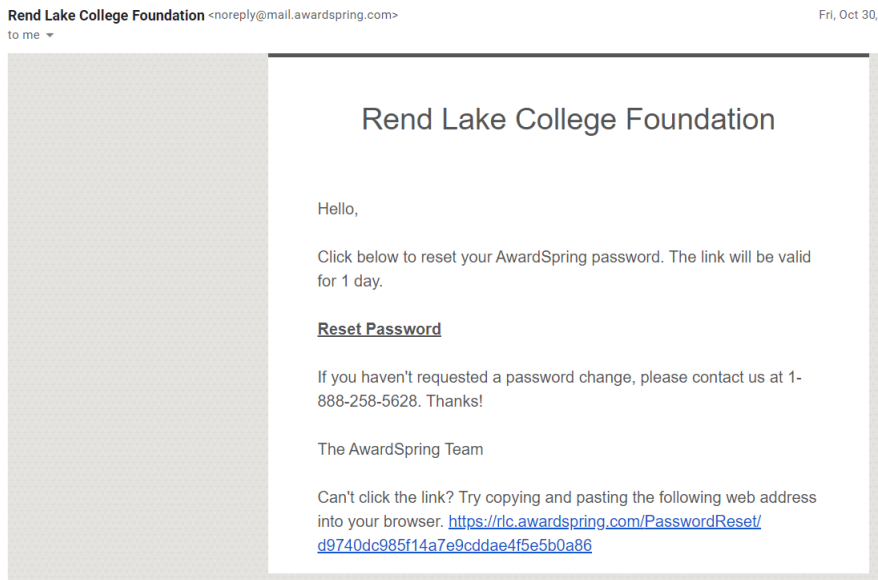 Rend Lake College Foundation <noreply@mail.awardspring.com>
Fri, Oct 30,
to me
Rend Lake College Foundation
Hello,
Click below to reset your AwardSpring password. The link will be valid
for 1 day.
Reset Password
If you haven't requested a password change, please contact us at 1-
888-258-5628. Thanks!
The AwardSpring Team
Can't click the link? Try copying and pasting the following web address
into your browser. https://rlc.awardspring.com/PasswordReset/
d9740dc985f14a7e9cddae4f5e5b0a86